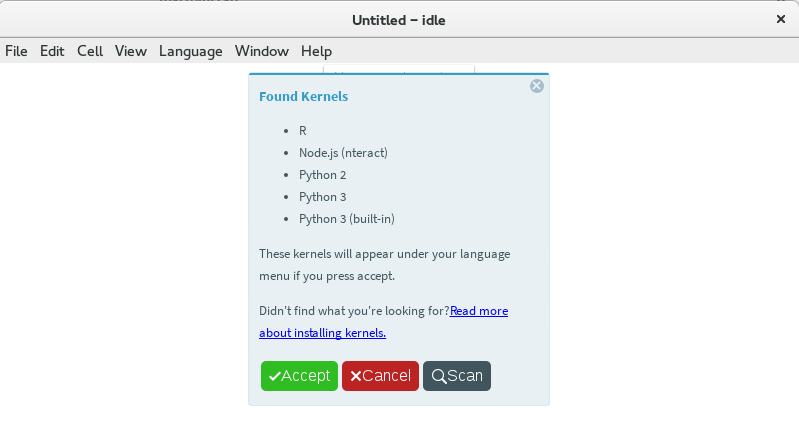 Untitled – idle
File Edit Cell View Language Window Help
Found Kernels
R
Node.js (nteract)
Python 2
Python 3
Python 3 (built-in)
These kernels will appear under your language
menu if you press accept.
Didn't find what you're looking for?Read more
about installing kernels.
Accept Cancel Scan